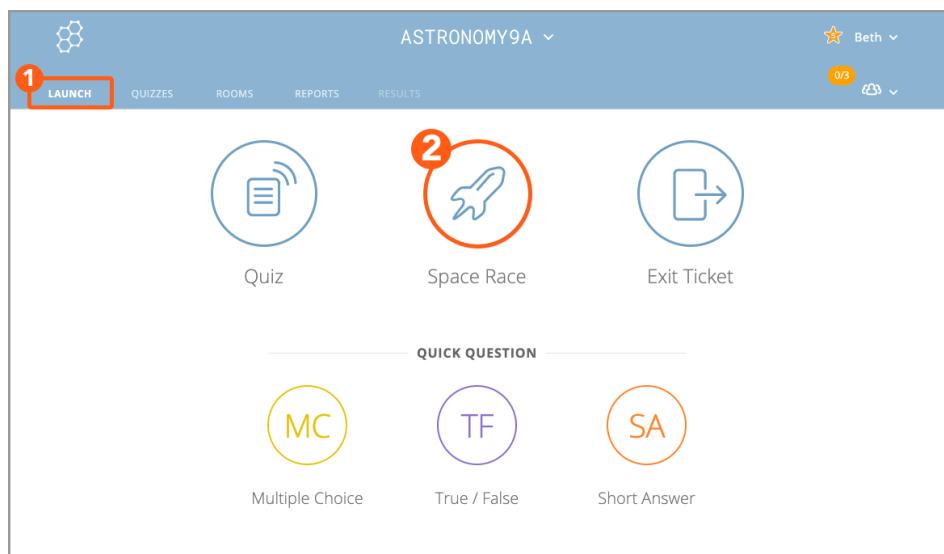 ASTRONOMY9A
Beth
1
0/3
LAUNCH QUIZZES ROOMS REPORTS RESULTS
2
Quiz Space Race Exit Ticket
QUICK QUESTION
MC TF SA
Multiple Choice True / False Short Answer